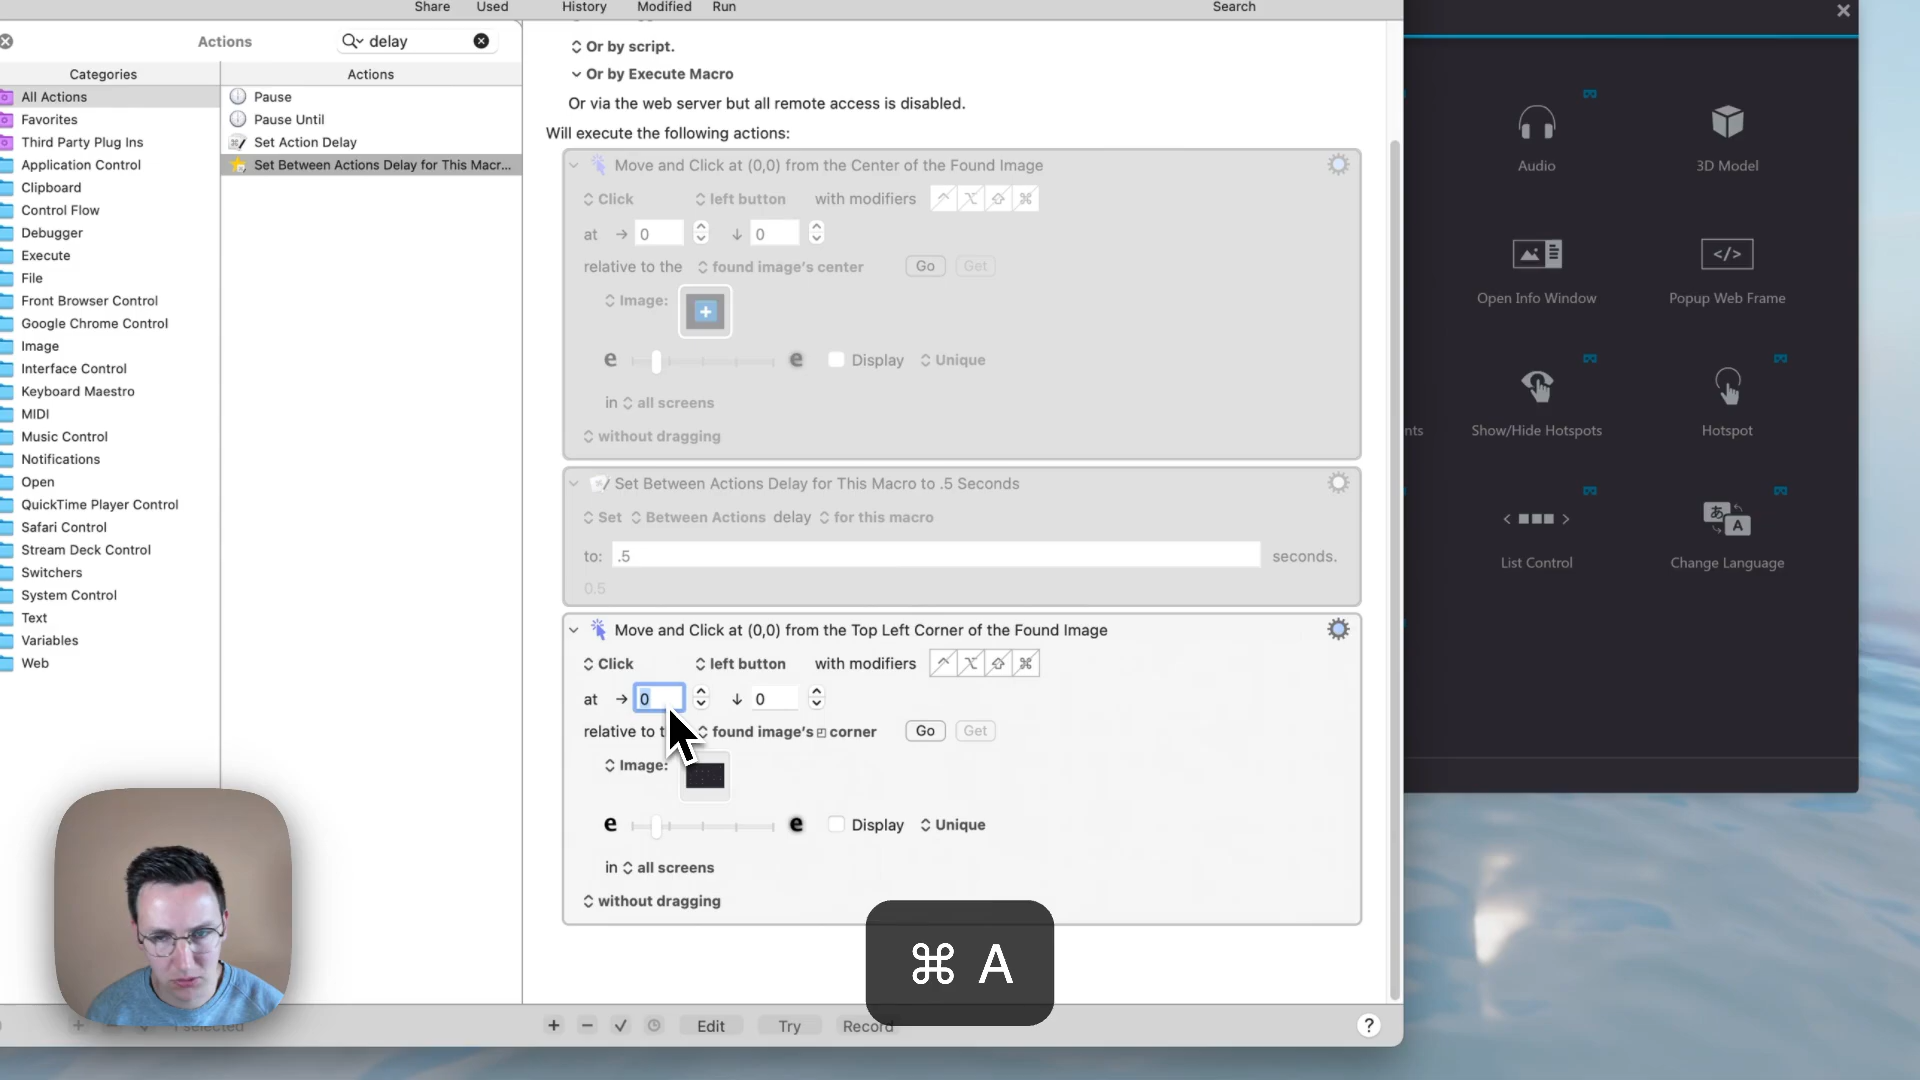 Share Used History Modified Run Search
Actions delay
Categories Actions
All Actions
Favorites
Third Party Plug Ins
Application Control
Clipboard
Control Flow
Debugger
Execute
File
Front Browser Control
Google Chrome Control
Image
Interface Control
Keyboard Maestro
MIDI
Music Control
Notifications
Open
QuickTime Player Control
Safari Control
Stream Deck Control
Switchers
System Control
Text
Variables
Web
Pause
Pause Until
Set Action Delay
Set Between Actions Delay for This Macr...
Or by script.
Or by Execute Macro
Or via the web server but all remote access is disabled.
Will execute the following actions:
Move and Click at (0,0) from the Center of the Found Image
Click left button with modifiers
at → 0 ↓ 0
relative to the found image's center Go Get
Image:
e e Display Unique
in all screens
without dragging
Set Between Actions Delay for This Macro to .5 Seconds
Set Between Actions delay for this macro
to: .5 seconds.
0.5
Move and Click at (0,0) from the Top Left Corner of the Found Image
Click left button with modifiers
at → 0 ↓ 0
relative to t found image's corner Go Get
Image:
e e Display Unique
in all screens
without dragging
⌘ A
1 selected
+ − ✓ Edit Try Record ?
Audio 3D Model
Open Info Window Popup Web Frame
nts Show/Hide Hotspots Hotspot
List Control Change Language